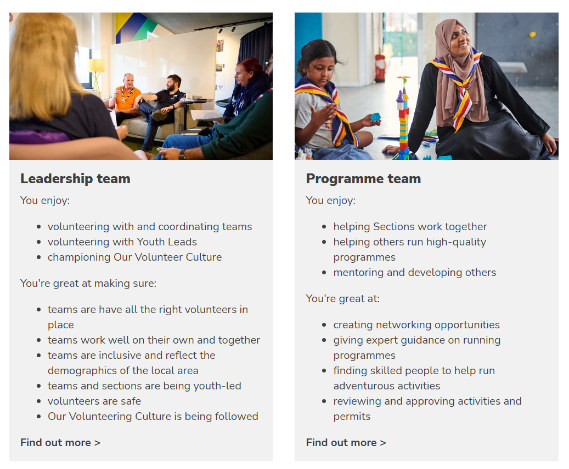 Leadership team
You enjoy:
volunteering with and coordinating teams
volunteering with Youth Leads
championing Our Volunteer Culture
You're great at making sure:
teams are have all the right volunteers in
place
teams work well on their own and together
teams are inclusive and reflect the
demographics of the local area
teams and sections are being youth-led
volunteers are safe
Our Volunteering Culture is being followed
Find out more >
Programme team
You enjoy:
helping Sections work together
helping others run high-quality
programmes
mentoring and developing others
You're great at:
creating networking opportunities
giving expert guidance on running
programmes
finding skilled people to help run
adventurous activities
reviewing and approving activities and
permits
Find out more >